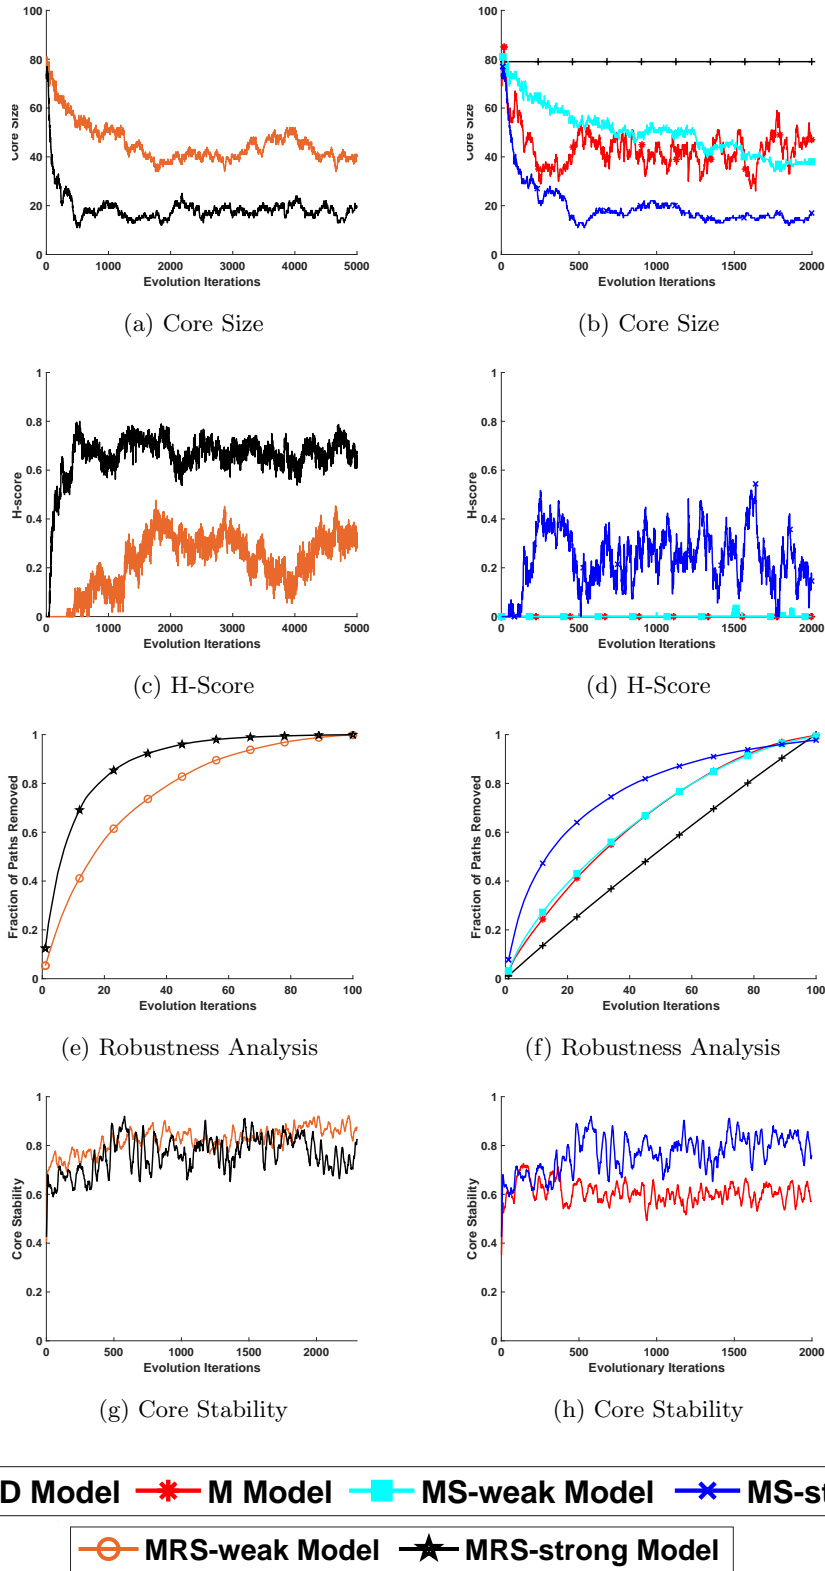 100
80
60
40
20
0
Core Size
0 1000 2000 3000 4000 5000
Evolution Iterations
(a) Core Size
100
80
60
40
20
0
Core Size
0 500 1000 1500 2000
Evolution Iterations
(b) Core Size
1
0.8
0.6
0.4
0.2
0
H-score
0 1000 2000 3000 4000 5000
Evolution Iterations
(c) H-Score
1
0.8
0.6
0.4
0.2
0
H-score
0 500 1000 1500 2000
Evolution Iterations
(d) H-Score
1
0.8
0.6
0.4
0.2
0
Fraction of Paths Removed
0 20 40 60 80 100
Evolution Iterations
(e) Robustness Analysis
1
0.8
0.6
0.4
0.2
0
Fraction of Paths Removed
0 20 40 60 80 100
Evolution Iterations
(f) Robustness Analysis
1
0.8
0.6
0.4
0.2
0
Core Stability
0 500 1000 1500 2000
Evolution Iterations
(g) Core Stability
1
0.8
0.6
0.4
0.2
0
Core Stability
0 500 1000 1500 2000
Evolutionary Iterations
(h) Core Stability
D Model M Model MS-weak Model MS-st
MRS-weak Model MRS-strong Model